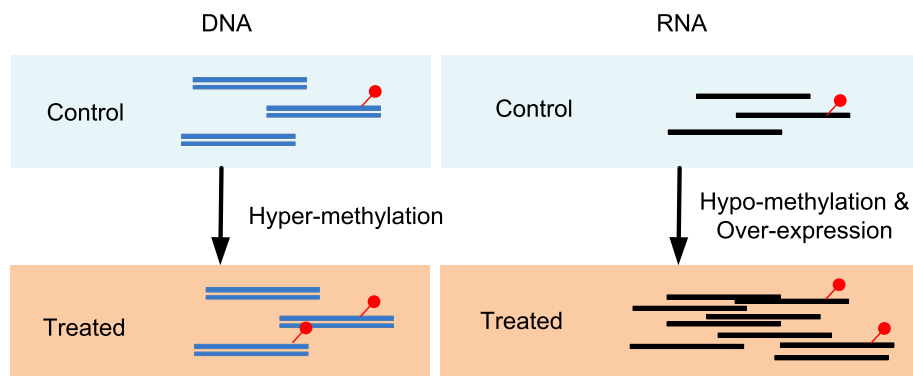 DNA
RNA
Control
Control
Hyper-methylation
Hypo-methylation &
Over-expression
Treated
Treated